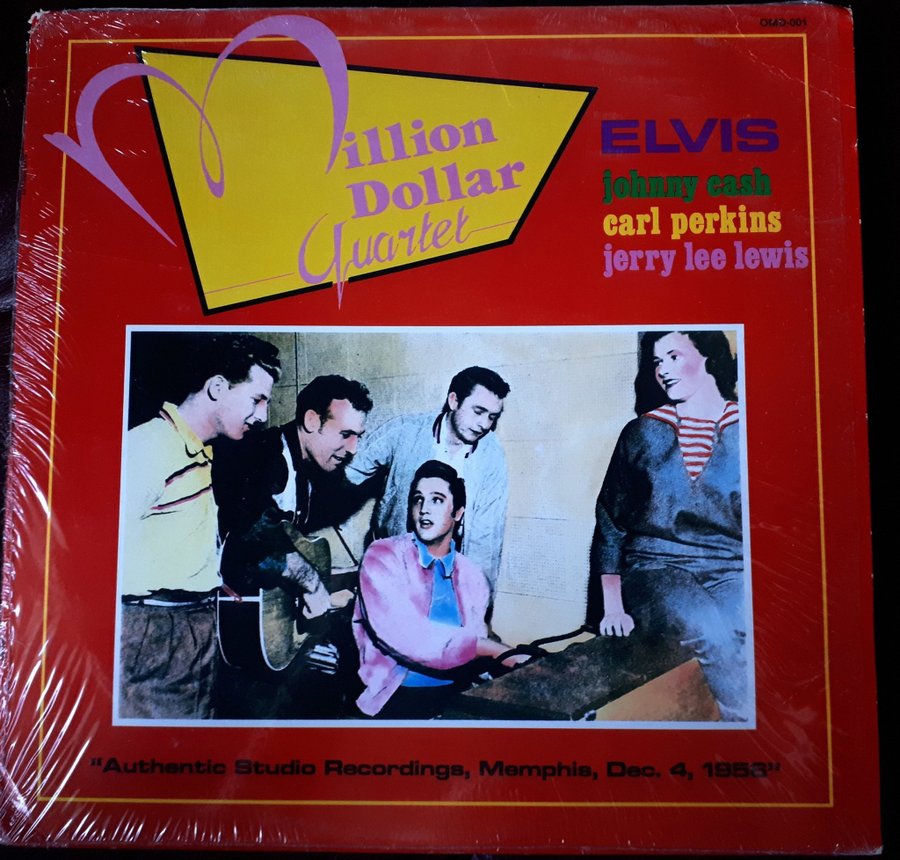 OMD-001
Million
Dollar
Quartet
ELVIS
johnny cash
carl perkins
jerry lee lewis
"Authentic Studio Recordings, Memphis, Dec. 4, 1953"